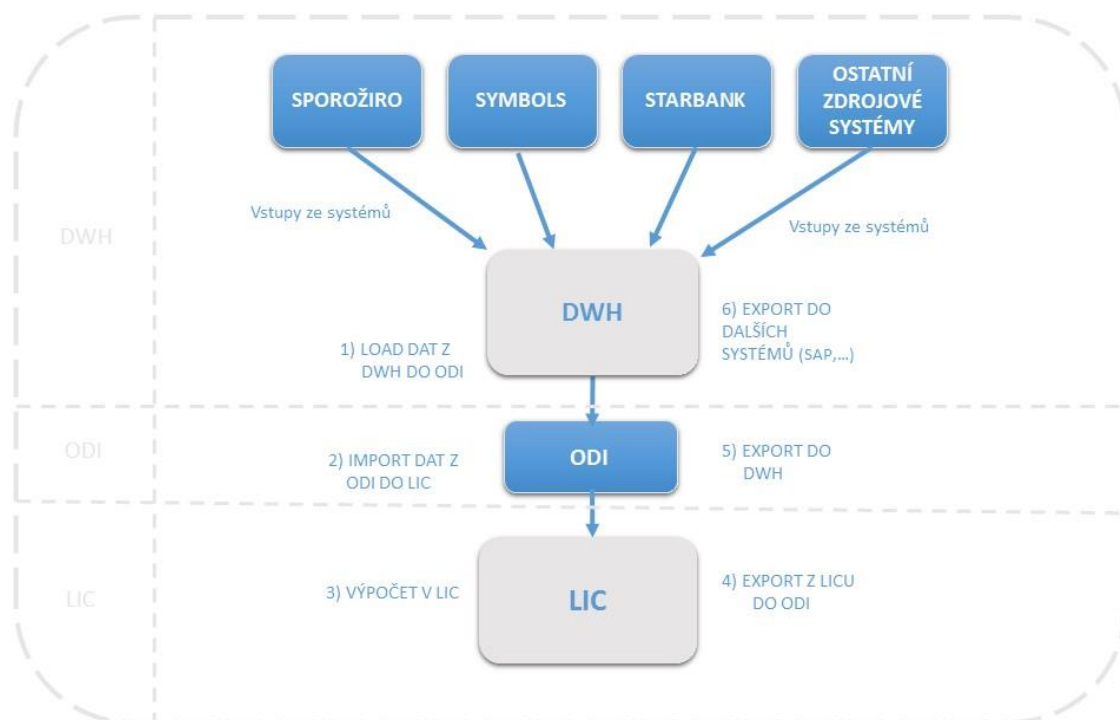 SPOROŽIRO
SYMBOLS
STARBANK
OSTATNÍ
ZDROJOVÉ
SYSTÉMY
Vstupy ze systémů
Vstupy ze systémů
DWH
DWH
6) EXPORT DO
DALŠÍCH
SYSTÉMŮ (SAP,...)
1) LOAD DAT Z
DWH DO ODI
ODI
2) IMPORT DAT Z
ODI DO LIC
ODI
5) EXPORT DO
DWH
LIC
3) VÝPOČET V LIC
LIC
4) EXPORT Z LICU
DO ODI